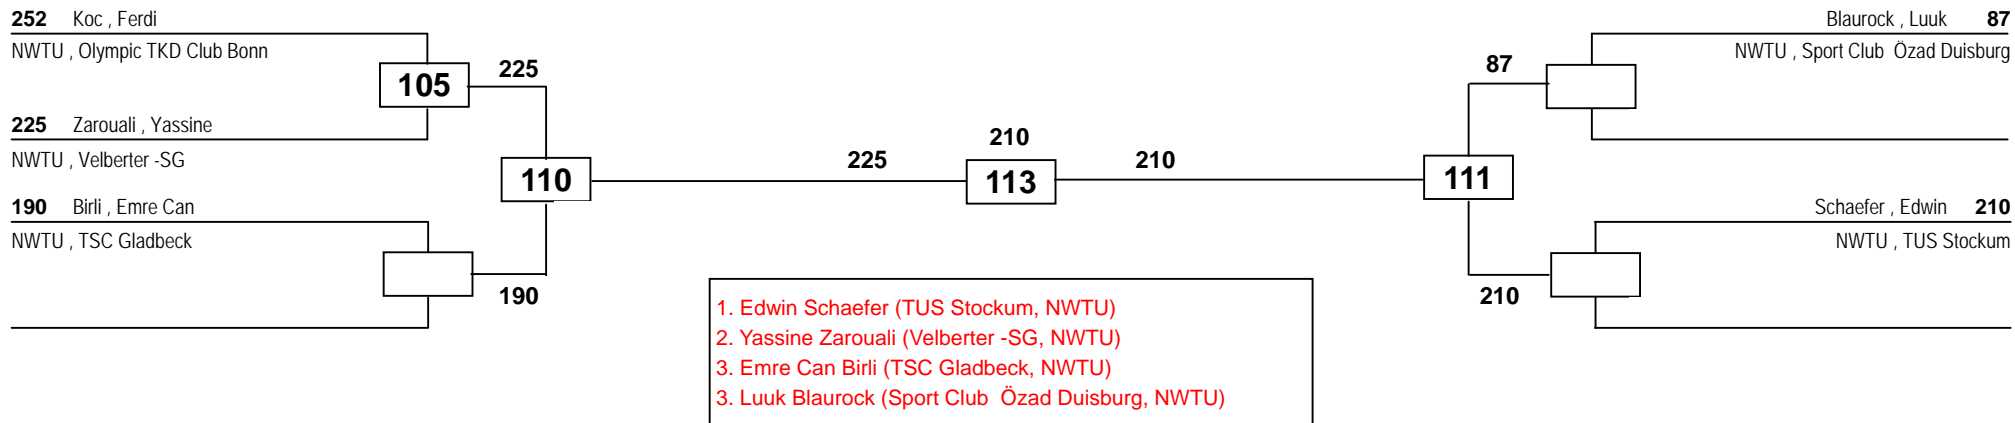 252 Koc , Ferdi
NWTU , Olympic TKD Club Bonn
105
225
225 Zarouali , Yassine
NWTU , Velberter -SG
110
190 Birli , Emre Can
NWTU , TSC Gladbeck
190
225
210
113
210
Blaurock , Luuk 87
NWTU , Sport Club  Özad Duisburg
87
111
Schaefer , Edwin 210
NWTU , TUS Stockum
210
1. Edwin Schaefer (TUS Stockum, NWTU)
2. Yassine Zarouali (Velberter -SG, NWTU)
3. Emre Can Birli (TSC Gladbeck, NWTU)
3. Luuk Blaurock (Sport Club  Özad Duisburg, NWTU)